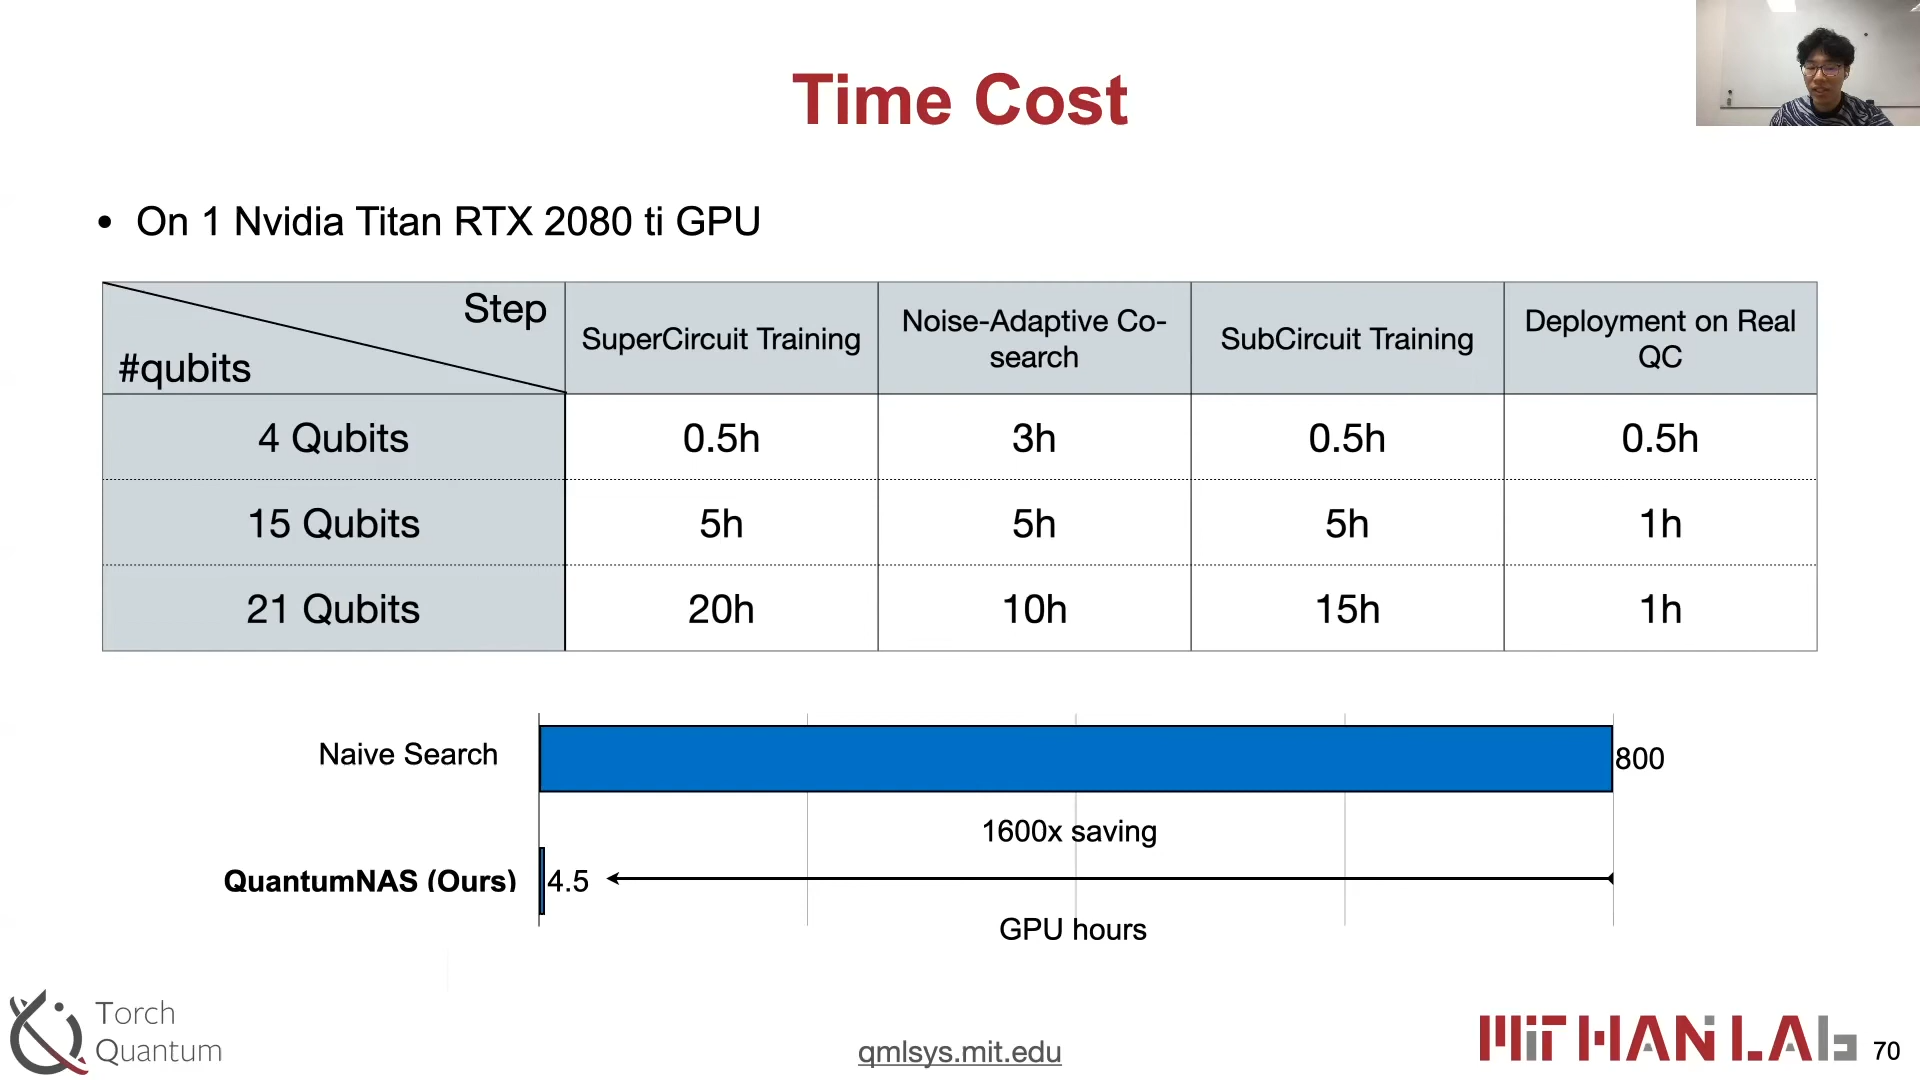 Time Cost
• On 1 Nvidia Titan RTX 2080 ti GPU
Step
#qubits
SuperCircuit Training
Noise-Adaptive Co-
search
SubCircuit Training
Deployment on Real
QC
4 Qubits 0.5h 3h 0.5h 0.5h
15 Qubits 5h 5h 5h 1h
21 Qubits 20h 10h 15h 1h
Naive Search 800
1600x saving
QuantumNAS (Ours) 4.5
GPU hours
Torch
Quantum
qmlsys.mit.edu
MIT HAN LAb
70